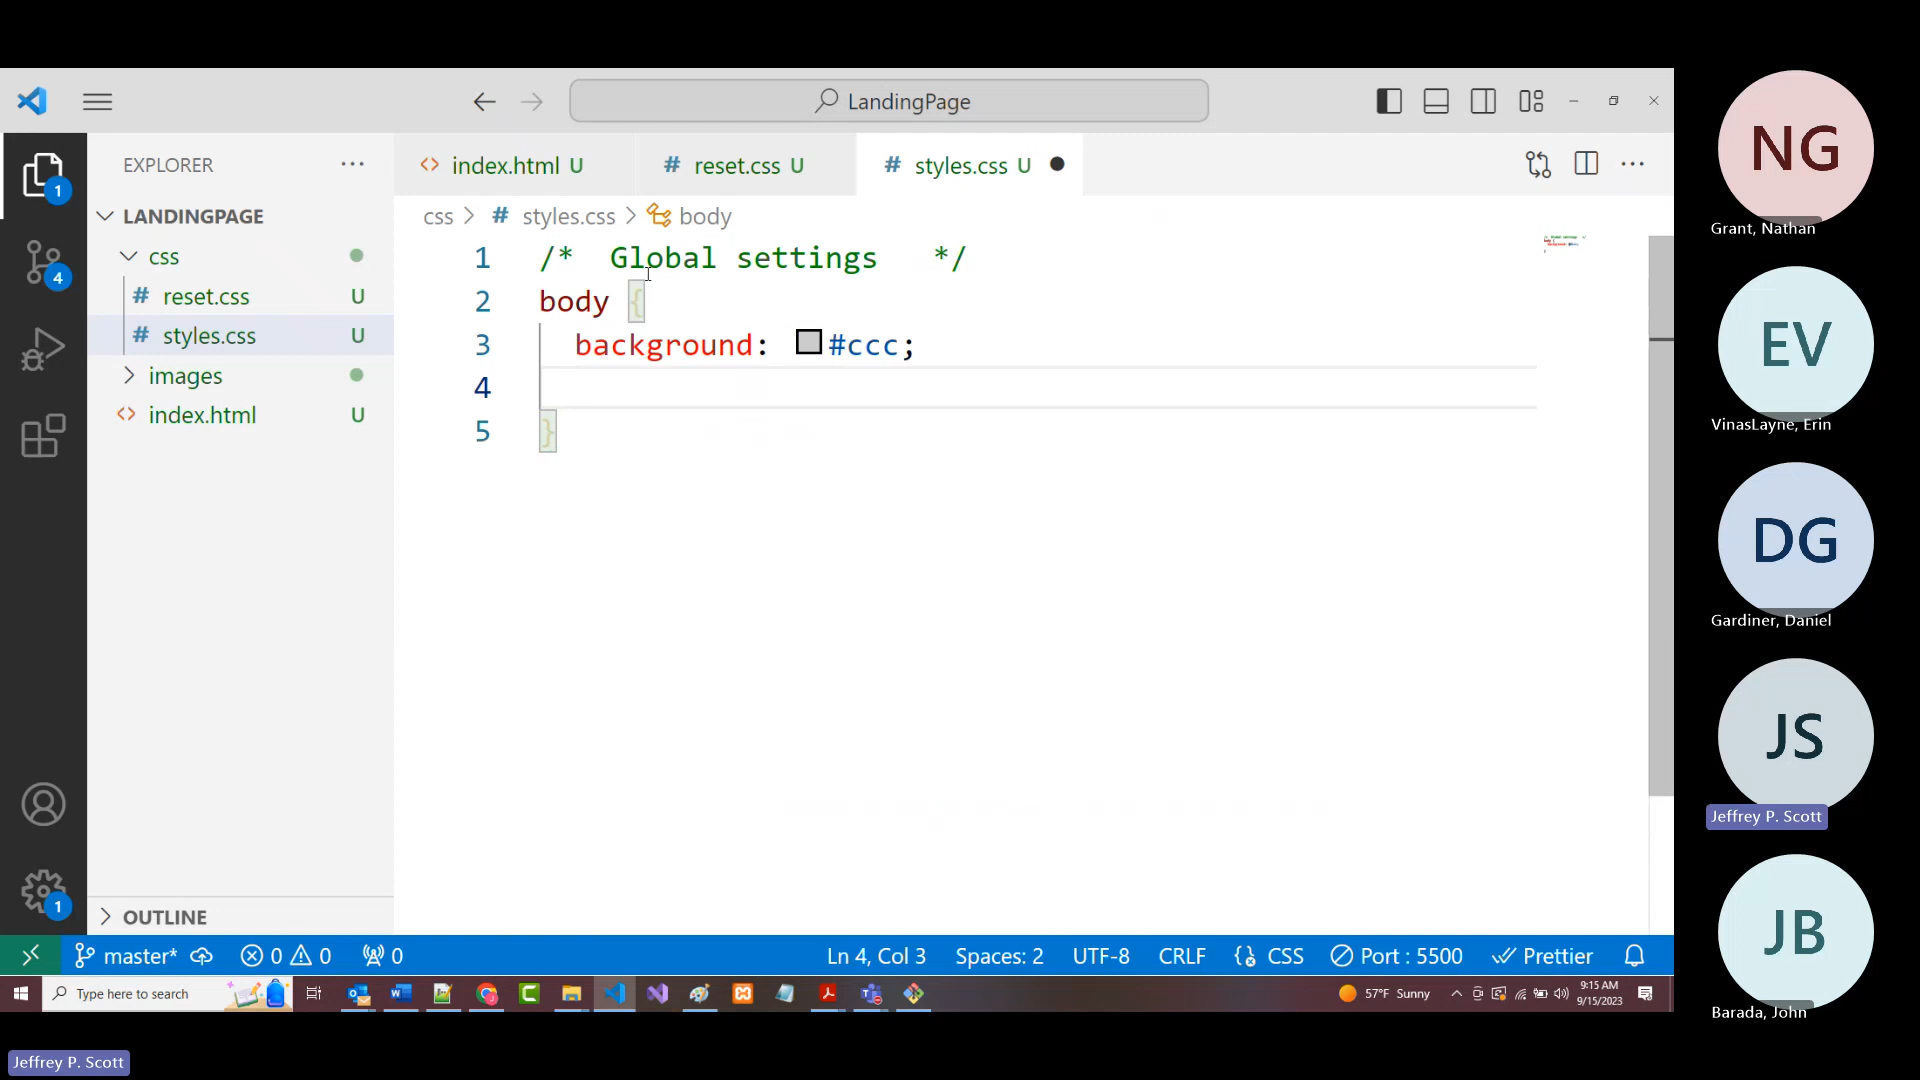 LandingPage
EXPLORER
index.html U
reset.css U
styles.css U
LANDINGPAGE
css > # styles.css > body
css
# reset.css U
# styles.css U
images
index.html U
1 /*  Global settings   */
2 body {
3 background: #ccc;
4
5 }
1
4
1
OUTLINE
master* 0 0 0 Ln 4, Col 3 Spaces: 2 UTF-8 CRLF CSS Port : 5500 Prettier
Type here to search
57°F Sunny
9:15 AM
9/15/2023
NG
Grant, Nathan
EV
VinasLayne, Erin
DG
Gardiner, Daniel
JS
Jeffrey P. Scott
JB
Barada, John
Jeffrey P. Scott